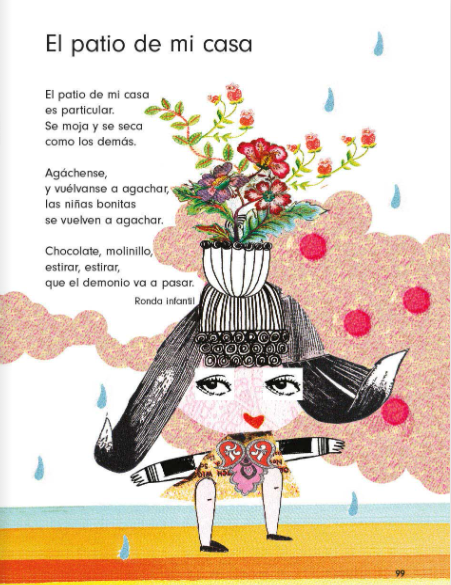 El patio de mi casa
El patio de mi casa
es particular.
Se moja y se seca
como los demás.
Agáchense,
y vuélvanse a agachar,
las niñas bonitas
se vuelven a agachar.
Chocolate, molinillo,
estirar, estirar,
que el demonio va a pasar.
Ronda infantil
99